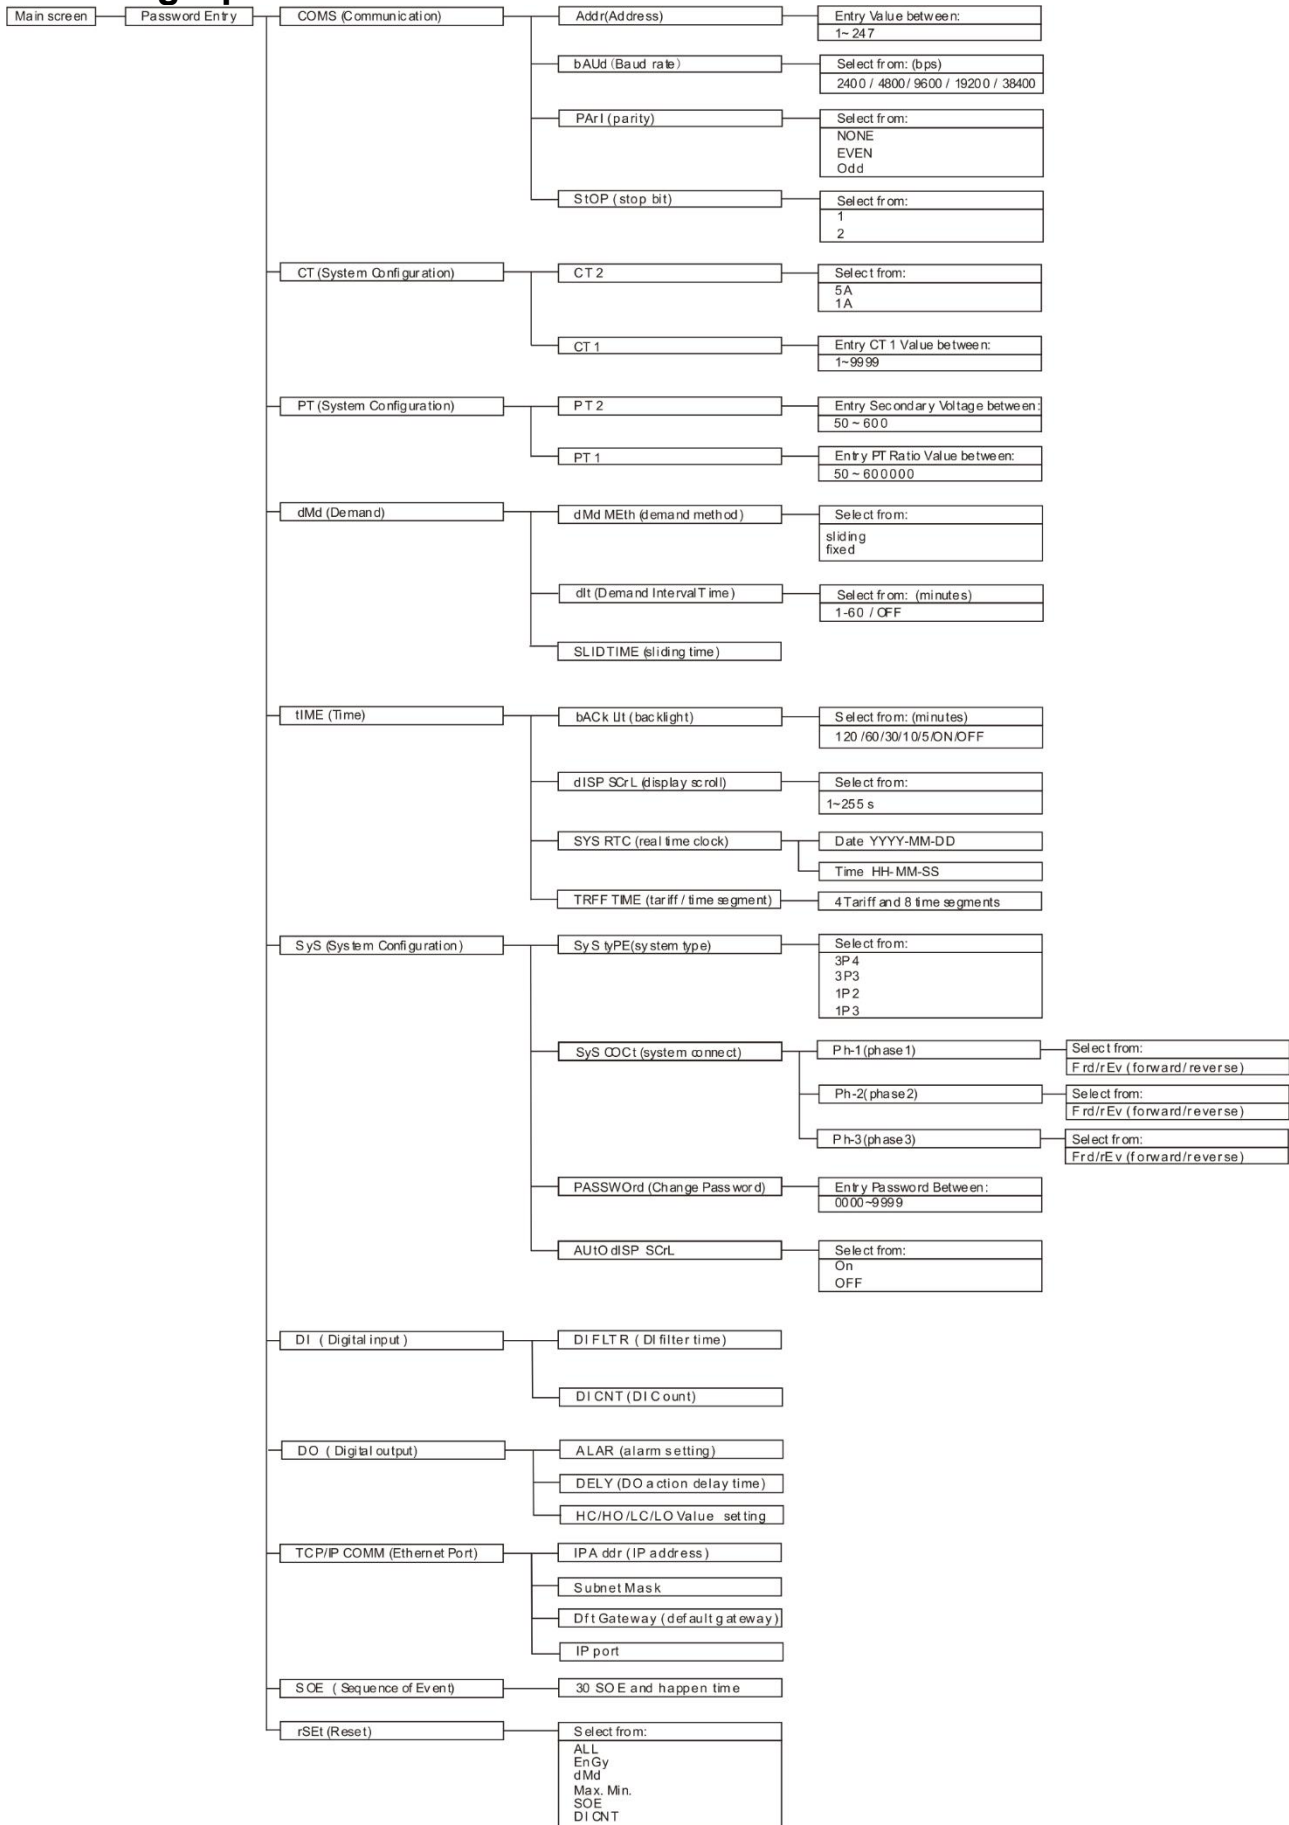 Main screen
Password Entry
COMS (Communication)
Addr(Address)
Entry Value between:
1~ 247
bAUd (Baud rate)
Select from: (bps)
2400 / 4800/ 9600 / 19200 / 38400
PArI (parity)
Select from:
NONE
EVEN
Odd
StOP (stop bit)
Select from:
1
2
CT (System Configuration)
CT 2
Select from:
5A
1A
CT 1
Entry CT 1 Value between:
1~9999
PT (System Configuration)
PT 2
Entry Secondary Voltage between:
50 ~ 600
PT 1
Entry PT Ratio Value between:
50 ~ 600000
dMd (Demand)
dMd MEth (demand method)
Select from:
sliding
fixed
dIt (Demand Interval Time)
Select from: (minutes)
1-60 / OFF
SLIDTIME (sliding time)
tIME (Time)
bACk LIt (backlight)
Select from: (minutes)
120 /60/30/10/5/ON/OFF
dISP SCrL (display scroll)
Select from:
1~255 s
SYS RTC (real time clock)
Date YYYY-MM-DD
Time HH-MM-SS
TRFF TIME (tariff / time segment)
4 Tariff and 8 time segments
SyS (System Configuration)
SyS tyPE(system type)
Select from:
3P4
3P3
1P2
1P3
SyS COCt (system connect)
Ph-1(phase1)
Select from:
Frd/rEv (forward/reverse)
Ph-2(phase2)
Select from:
Frd/rEv (forward/reverse)
Ph-3(phase3)
Select from:
Frd/rEv (forward/reverse)
PASSWOrd (Change Password)
Entry Password Between:
0000~9999
AUtO dISP SCrL
Select from:
On
OFF
DI ( Digital input )
DI FLTR ( DI filter time)
DI CNT (DI Count)
DO ( Digital output)
ALAR (alarm setting)
DELY (DO action delay time)
HC/HO/LC/LO Value setting
TCP/IP COMM (Ethernet Port)
IPA ddr (IP address)
Subnet Mask
Dft Gateway (default gateway)
IP port
SOE ( Sequence of Event)
30 SOE and happen time
rSEt (Reset)
Select from:
ALL
EnGy
dMd
Max. Min.
SOE
DI CNT